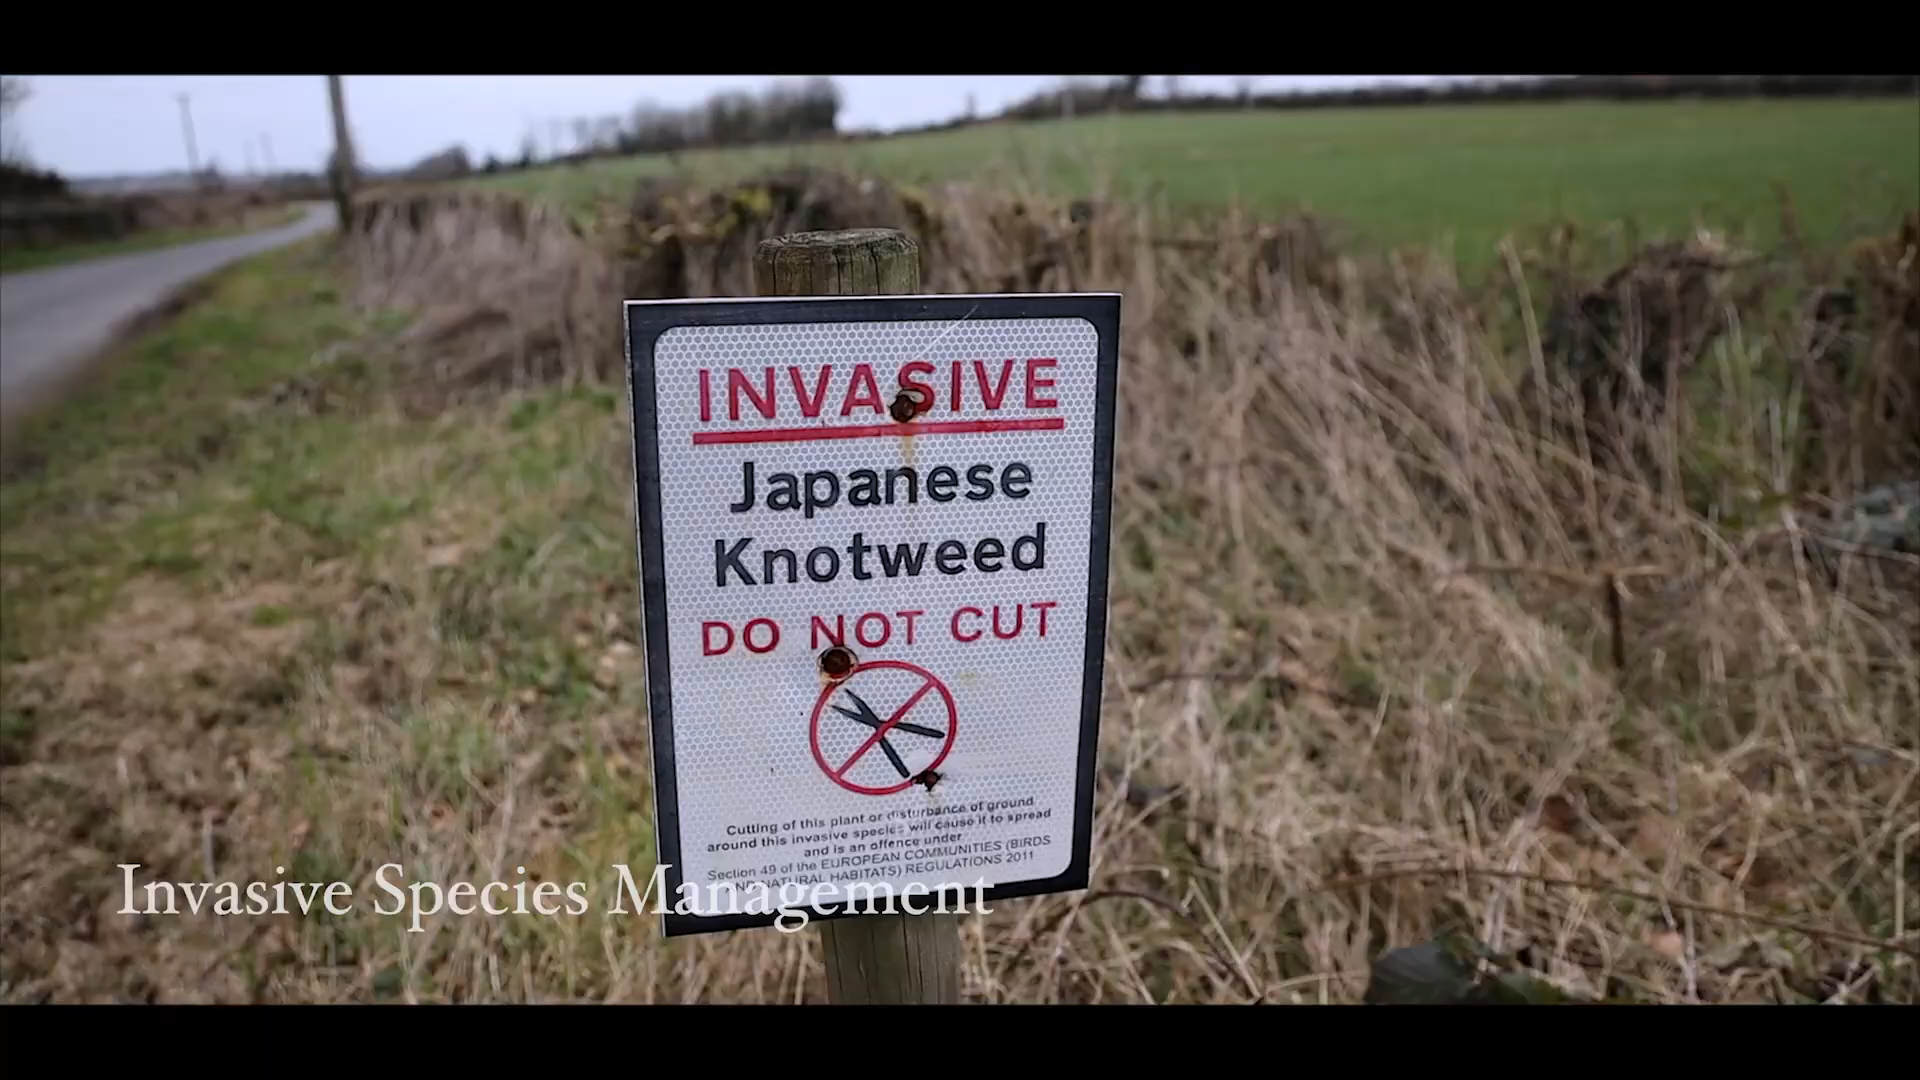 INVASIVE
Japanese
Knotweed
DO NOT CUT
Cutting of this plant or disturbance of ground
around this invasive species will cause it to spread
and is an offence under
Section 49 of the EUROPEAN COMMUNITIES (BIRDS
AND NATURAL HABITATS) REGULATIONS 2011
Invasive Species Management